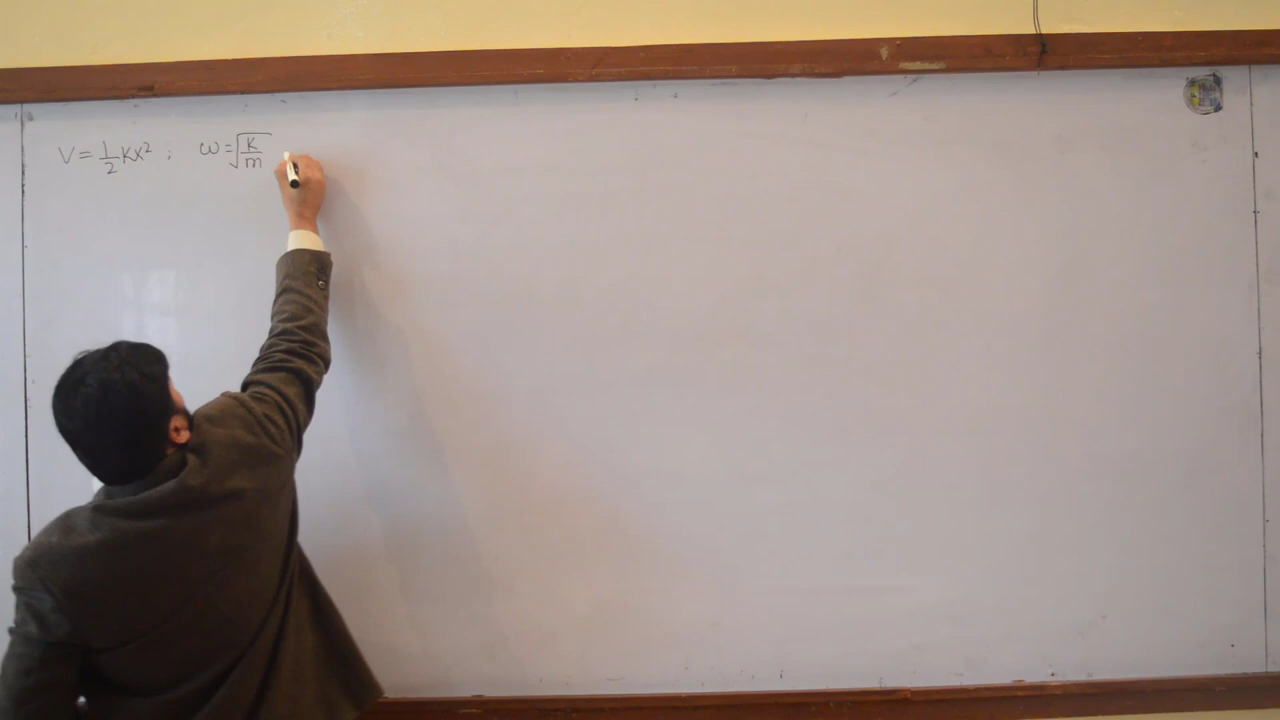 V = 1/2 Kx² ; ω = √(K/m)